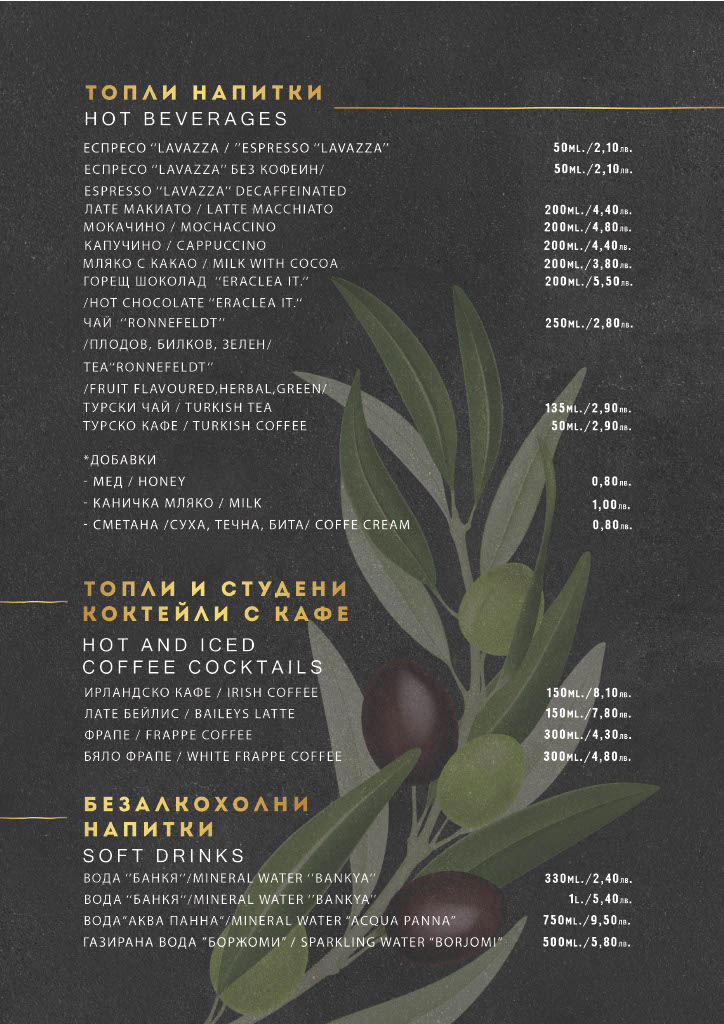 ТОПЛИ НАПИТКИ
HOT BEVERAGES
ЕСПРЕСО "LAVAZZA / "ESPRESSO "LAVAZZA" 50ML./2,10лв.
ЕСПРЕСО "LAVAZZA" БЕЗ КОФЕИН/ 50ML./2,10лв.
ESPRESSO "LAVAZZA" DECAFFEINATED
ЛАТЕ МАКИАТО / LATTE MACCHIATO 200ML./4,40лв.
МОКАЧИНО / MOCHACCINO 200ML./4,80лв.
КАПУЧИНО / CAPPUCCINO 200ML./4,40лв.
МЛЯКО С КАКАО / MILK WITH COCOA 200ML./3,80лв.
ГОРЕЩ ШОКОЛАД "ERACLEA IT." 200ML./5,50лв.
/HOT CHOCOLATE "ERACLEA IT."
ЧАЙ "RONNEFELDT" 250ML./2,80лв.
/ПЛОДОВ, БИЛКОВ, ЗЕЛЕН/
TEA"RONNEFELDT"
/FRUIT FLAVOURED,HERBAL,GREEN/
ТУРСКИ ЧАЙ / TURKISH TEA 135ML./2,90лв.
ТУРСКО КАФЕ / TURKISH COFFEE 50ML./2,90лв.
*ДОБАВКИ
- МЕД / HONEY 0,80лв.
- КАНИЧКА МЛЯКО / MILK 1,00лв.
- СМЕТАНА /СУХА, ТЕЧНА, БИТА/ COFFE CREAM 0,80лв.
ТОПЛИ И СТУДЕНИ
КОКТЕЙЛИ С КАФЕ
HOT AND ICED
COFFEE COCKTAILS
ИРЛАНДСКО КАФЕ / IRISH COFFEE 150ML./8,10лв.
ЛАТЕ БЕЙЛИС / BAILEYS LATTE 150ML./7,80лв.
ФРАПЕ / FRAPPE COFFEE 300ML./4,30лв.
БЯЛО ФРАПЕ / WHITE FRAPPE COFFEE 300ML./4,80лв.
БЕЗАЛКОХОЛНИ
НАПИТКИ
SOFT DRINKS
ВОДА "БАНКЯ"/MINERAL WATER "BANKYA" 330ML./2,40лв.
ВОДА "БАНКЯ"/MINERAL WATER "BANKYA" 1L./5,40лв.
ВОДА"АКВА ПАННА"/MINERAL WATER "ACQUA PANNA" 750ML./9,50лв.
ГАЗИРАНА ВОДА "БОРЖОМИ" / SPARKLING WATER "BORJOMI" 500ML./5,80лв.